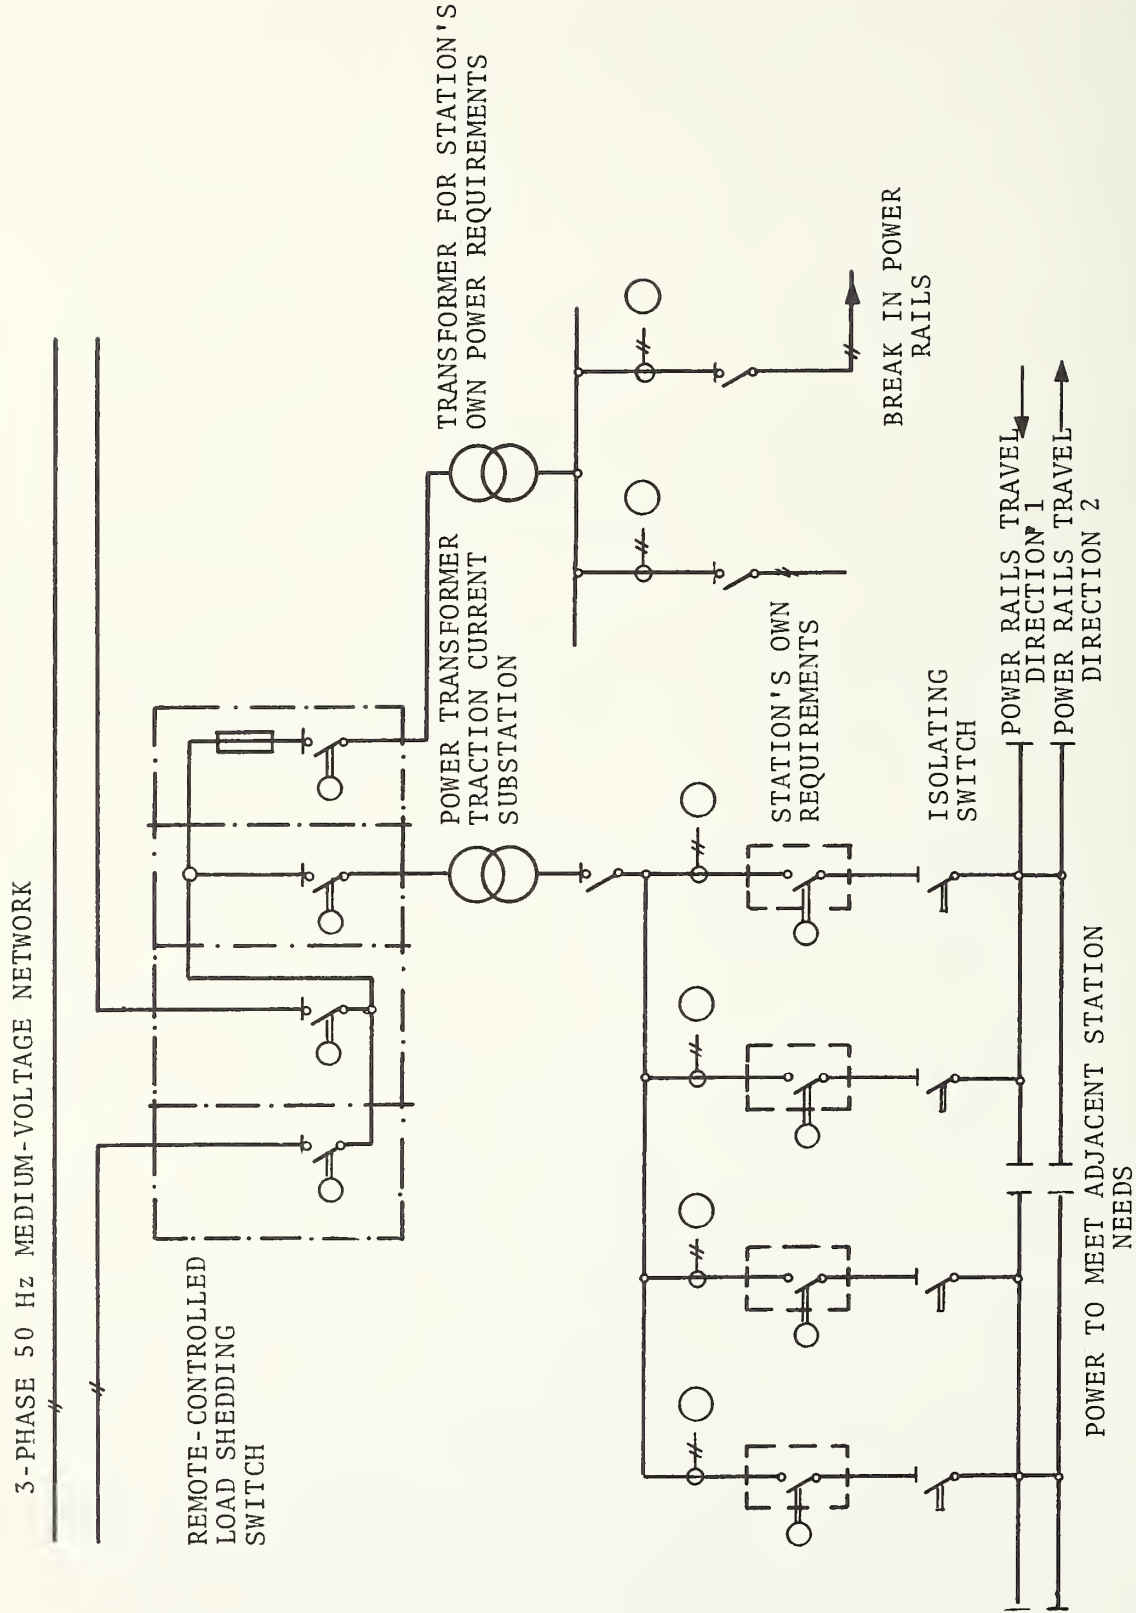 3-PHASE 50 Hz MEDIUM-VOLTAGE NETWORK
REMOTE-CONTROLLED
LOAD SHEDDING
SWITCH
TRANSFORMER FOR STATION'S
OWN POWER REQUIREMENTS
POWER TRANSFORMER
TRACTION CURRENT
SUBSTATION
STATION'S OWN
REQUIREMENTS
BREAK IN POWER
RAILS
ISOLATING
SWITCH
POWER RAILS TRAVEL
DIRECTION 1
POWER RAILS TRAVEL
DIRECTION 2
POWER TO MEET ADJACENT STATION
NEEDS